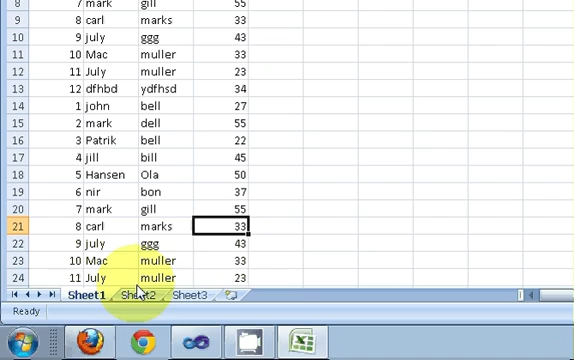 8 7 mark gill 55
9 8 carl marks 33
10 9 july ggg 43
11 10 Mac muller 33
12 11 July muller 23
13 12 dfhbd ydfhsd 34
14 1 john bell 27
15 2 mark dell 55
16 3 Patrik bell 22
17 4 jill bill 45
18 5 Hansen Ola 50
19 6 nir bon 37
20 7 mark gill 55
21 8 carl marks 33
22 9 july ggg 43
23 10 Mac muller 33
24 11 July muller 23
Sheet1 Sheet2 Sheet3
Ready